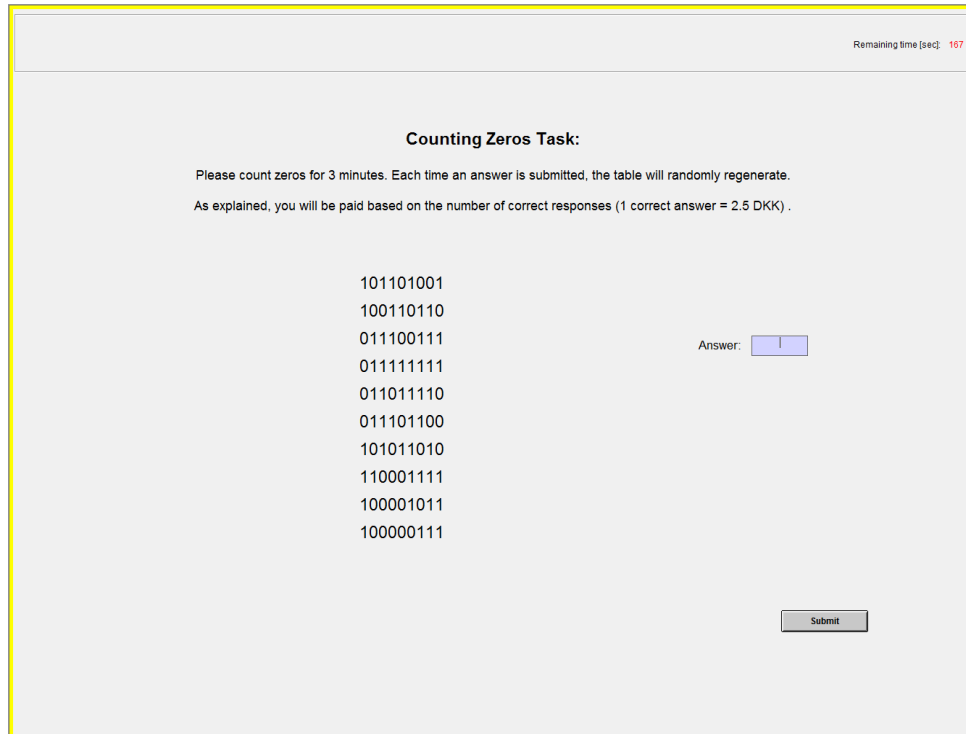 Remaining time [sec]: 167
Counting Zeros Task:
Please count zeros for 3 minutes. Each time an answer is submitted, the table will randomly regenerate.
As explained, you will be paid based on the number of correct responses (1 correct answer = 2.5 DKK) .
101101001
100110110
011100111
011111111
011011110
011101100
101011010
110001111
100001011
100000111
Answer:
Submit